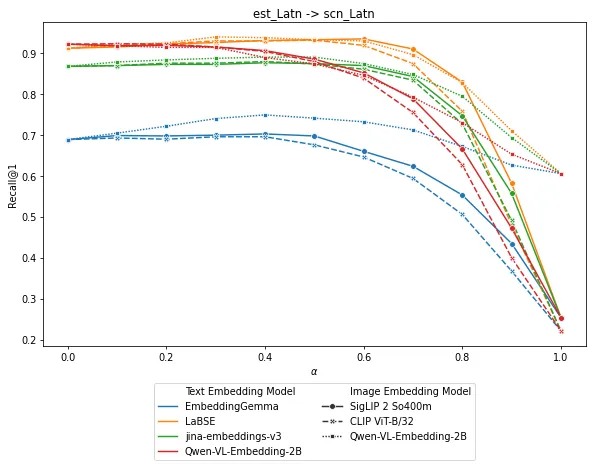 est_Latn -> scn_Latn
Recall@1
0.9
0.8
0.7
0.6
0.5
0.4
0.3
0.2
0.0 0.2 0.4 0.6 0.8 1.0
α
Text Embedding Model Image Embedding Model
EmbeddingGemma SigLIP 2 So400m
LaBSE CLIP ViT-B/32
jina-embeddings-v3 Qwen-VL-Embedding-2B
Qwen-VL-Embedding-2B